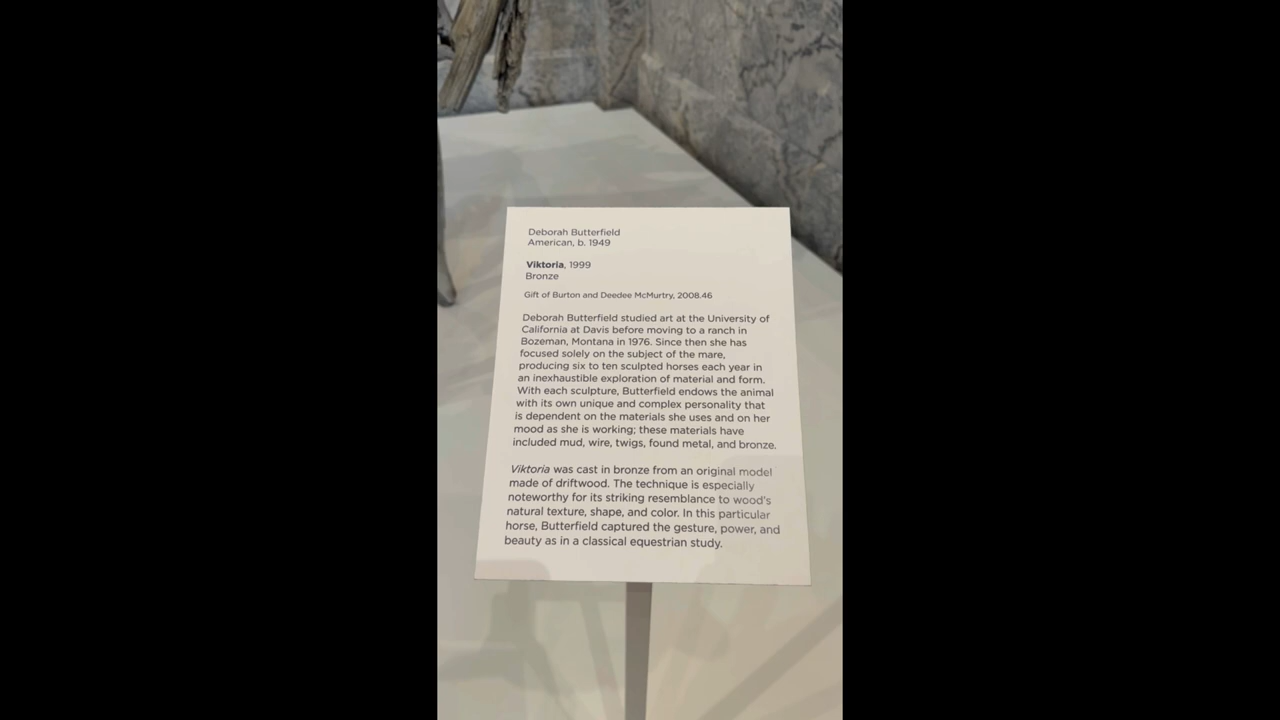 Deborah Butterfield
American, b. 1949
Viktoria, 1999
Bronze
Gift of Burton and Deedee McMurtry, 2008.46
Deborah Butterfield studied art at the University of
California at Davis before moving to a ranch in
Bozeman, Montana in 1976. Since then she has
focused solely on the subject of the mare,
producing six to ten sculpted horses each year in
an inexhaustible exploration of material and form.
With each sculpture, Butterfield endows the animal
with its own unique and complex personality that
is dependent on the materials she uses and on her
mood as she is working; these materials have
included mud, wire, twigs, found metal, and bronze.
Viktoria was cast in bronze from an original model
made of driftwood. The technique is especially
noteworthy for its striking resemblance to wood's
natural texture, shape, and color. In this particular
horse, Butterfield captured the gesture, power, and
beauty as in a classical equestrian study.